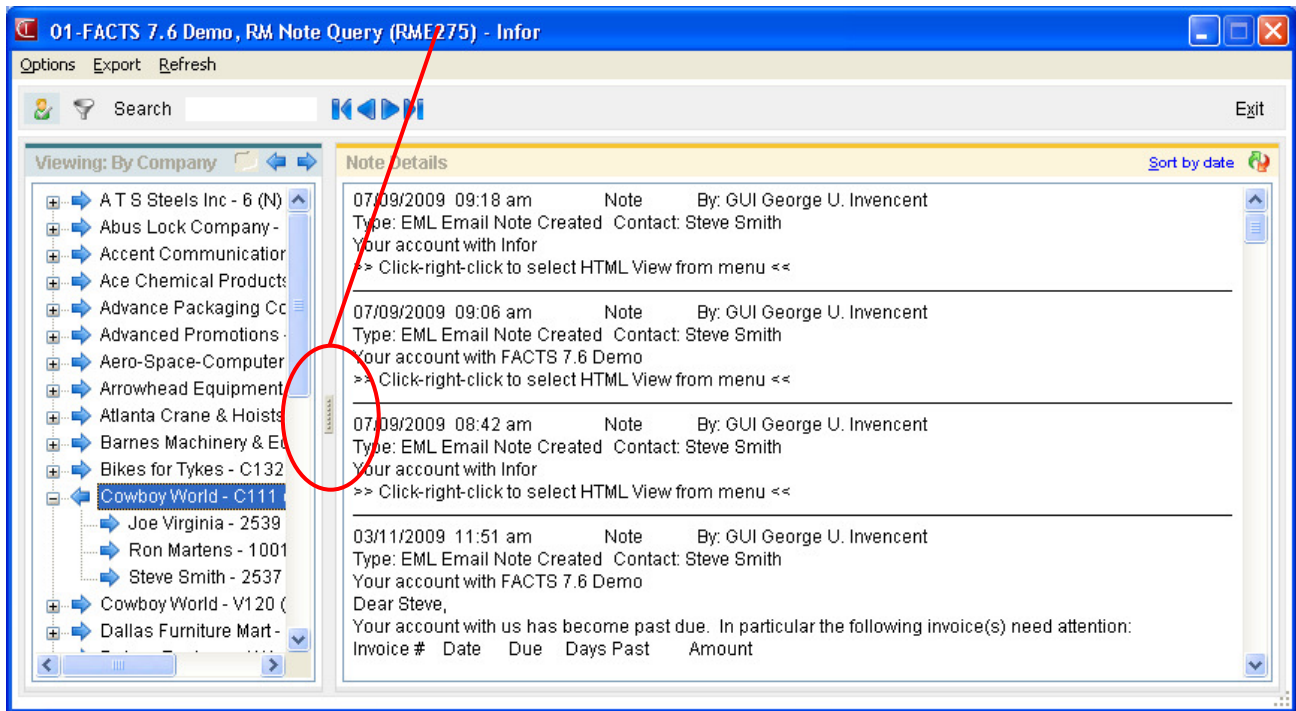 01-FACTS 7.6 Demo, RM Note Query (RME275) - Infor
Options Export Refresh
Search
Exit
Viewing: By Company
A T S Steels Inc - 6 (N)
Abus Lock Company -
Accent Communication
Ace Chemical Products
Advance Packaging Co
Advanced Promotions -
Aero-Space-Computer
Arrowhead Equipment
Atlanta Crane & Hoists
Barnes Machinery &
Bikes for Tykes - C132
Cowboy World - C111
Joe Virginia - 2539
Ron Martens - 1001
Steve Smith - 2537
Cowboy World - V120 (
Dallas Furniture Mart -
Note Details
Sort by date
07/09/2009 09:18 am Note By: GUI George U. Invencent
Type: EML Email Note Created Contact: Steve Smith
Your account with Infor
>> Click-right-click to select HTML View from menu <<
07/09/2009 09:06 am Note By: GUI George U. Invencent
Type: EML Email Note Created Contact: Steve Smith
Your account with FACTS 7.6 Demo
>> Click-right-click to select HTML View from menu <<
07/09/2009 08:42 am Note By: GUI George U. Invencent
Type: EML Email Note Created Contact: Steve Smith
Your account with Infor
>> Click-right-click to select HTML View from menu <<
03/11/2009 11:51 am Note By: GUI George U. Invencent
Type: EML Email Note Created Contact: Steve Smith
Your account with FACTS 7.6 Demo
Dear Steve,
Your account with us has become past due. In particular the following invoice(s) need attention:
Invoice # Date Due Days Past Amount